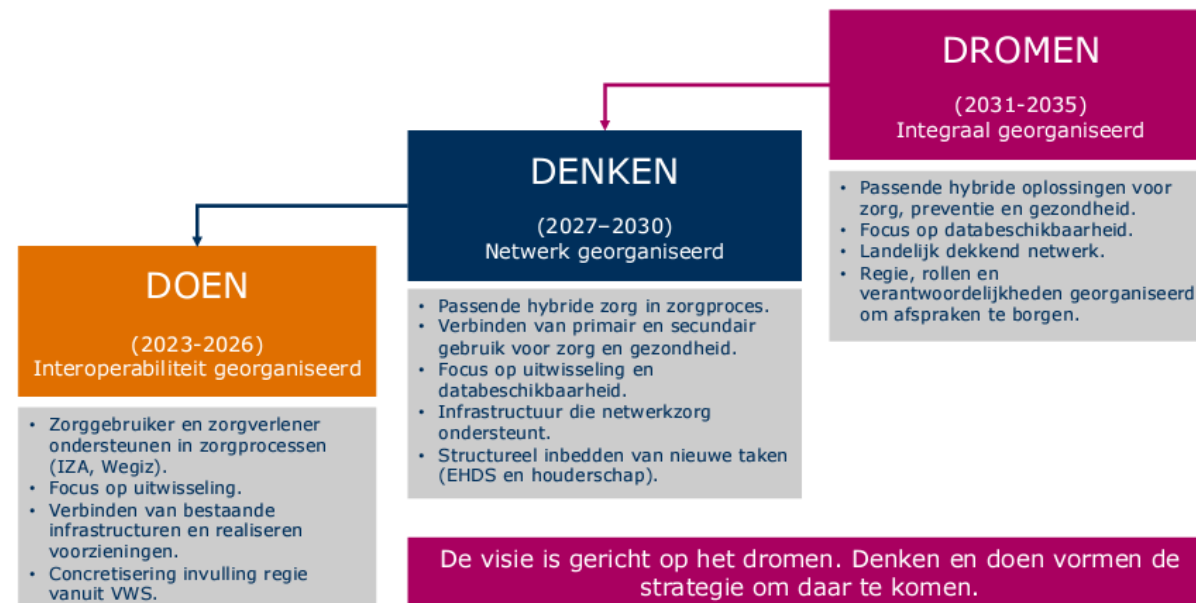 DROMEN
(2031-2035)
Integraal georganiseerd
• Passende hybride oplossingen voor
zorg, preventie en gezondheid.
• Focus op databeschikbaarheid.
• Landelijk dekkend netwerk.
• Regie, rollen en
verantwoordelijkheden georganiseerd
om afspraken te borgen.
DENKEN
(2027–2030)
Netwerk georganiseerd
• Passende hybride zorg in zorgproces.
• Verbinden van primair en secundair
gebruik voor zorg en gezondheid.
• Focus op uitwisseling en
databeschikbaarheid.
• Infrastructuur die netwerkzorg
ondersteunt.
• Structureel inbedden van nieuwe taken
(EHDS en houderschap).
DOEN
(2023-2026)
Interoperabiliteit georganiseerd
• Zorggebruiker en zorgverlener
ondersteunen in zorgprocessen
(IZA, Wegiz).
• Focus op uitwisseling.
• Verbinden van bestaande
infrastructuren en realiseren
voorzieningen.
• Concretisering invulling regie
vanuit VWS.
De visie is gericht op het dromen. Denken en doen vormen de
strategie om daar te komen.